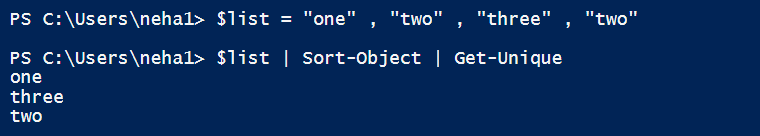 PS C:\Users\neha1> $list = "one" , "two" , "three" , "two"
PS C:\Users\neha1> $list | Sort-Object | Get-Unique
one
three
two